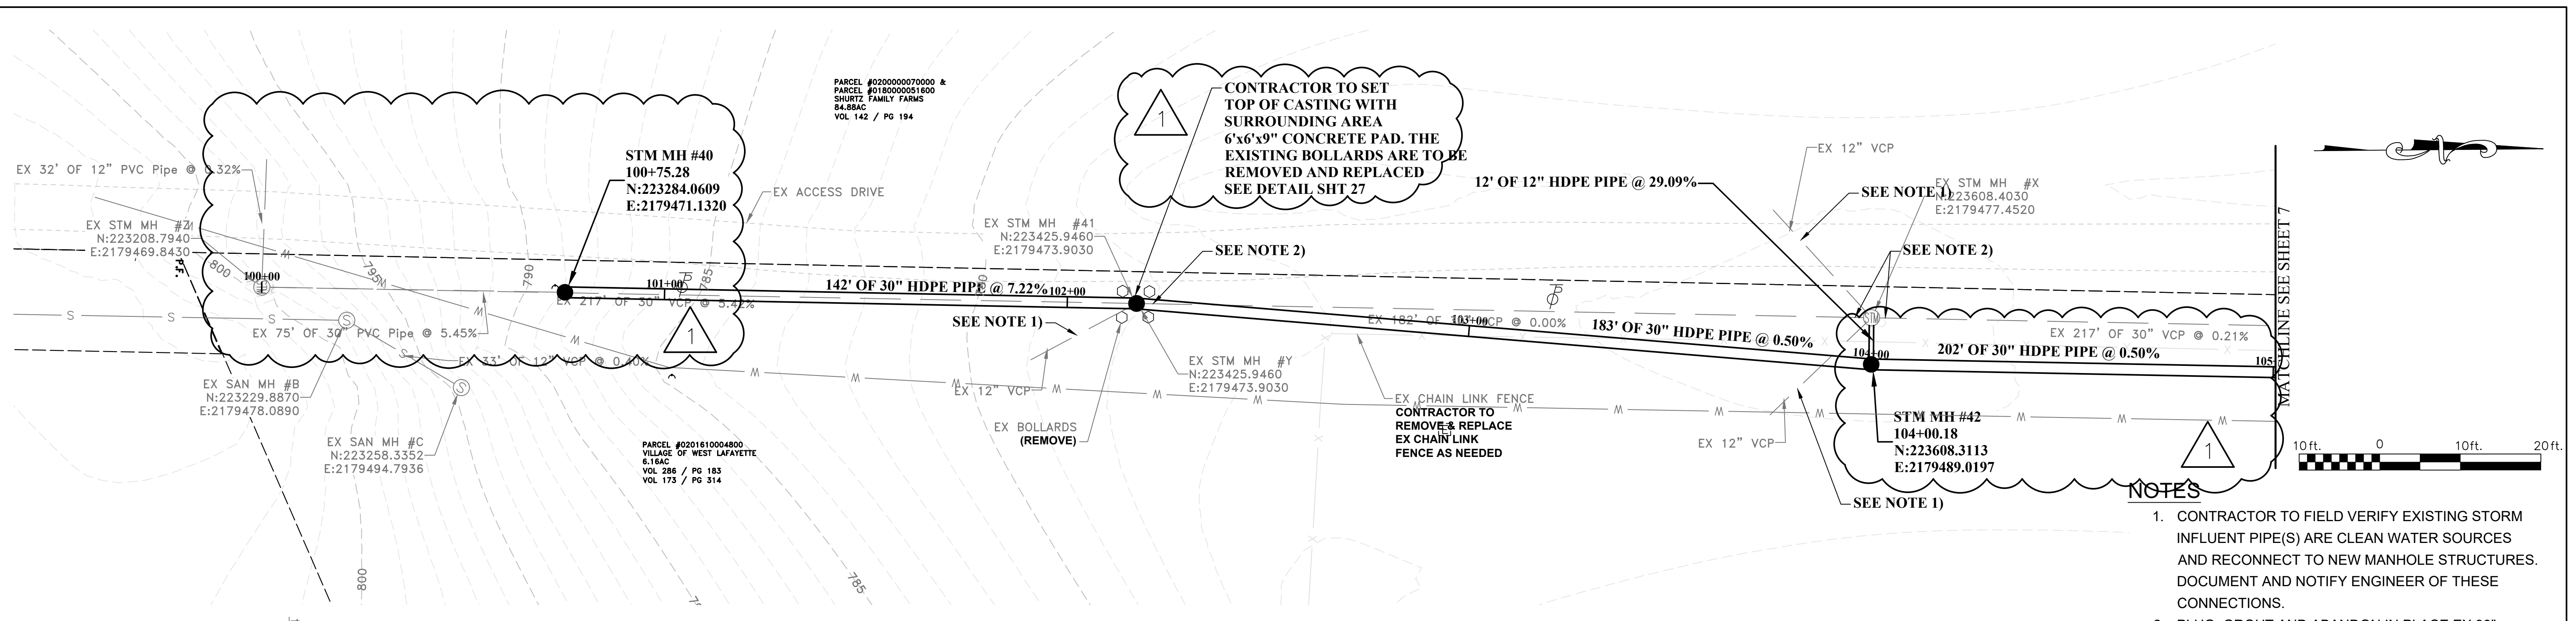 PARCEL #0200000070000 &
PARCEL #0180000051600
SHURTZ FAMILY FARMS
84.88AC
VOL 142 / PG 194
1
CONTRACTOR TO SET
TOP OF CASTING WITH
SURROUNDING AREA
6'x6'x9" CONCRETE PAD. THE
EXISTING BOLLARDS ARE TO BE
REMOVED AND REPLACED
SEE DETAIL SHT 27
EX 32' OF 12" PVC Pipe @ 0.32%
STM MH #40
100+75.28
N:223284.0609
E:2179471.1320
EX ACCESS DRIVE
EX STM MH #Z
N:223208.7940
E:2179469.8430
EX STM MH #41
N:223425.9460
E:2179473.9030
SEE NOTE 2)
12' OF 12" HDPE PIPE @ 29.09%
EX 12" VCP
SEE NOTE 1)
EX STM MH #X
N:223608.4030
E:2179477.4520
SEE NOTE 2)
MATCHLINE SEE SHEET 7
P.F.
800
795
790
785
100+00
101+00
102+00
103+00
104+00
105
142' OF 30" HDPE PIPE @ 7.22%
EX 217' OF 30" VCP @ 5.42%
EX 75' OF 30" PVC Pipe @ 5.45%
1
SEE NOTE 1)
183' OF 30" HDPE PIPE @ 0.50%
STM
EX 217' OF 30" VCP @ 0.21%
202' OF 30" HDPE PIPE @ 0.50%
W
S
EX 33' OF 12" VCP @ 0.40%
EX SAN MH #B
N:223229.8870
E:2179478.0890
EX SAN MH #C
N:223258.3352
E:2179494.7936
EX STM MH #Y
N:223425.9460
E:2179473.9030
EX 12" VCP
EX BOLLARDS
(REMOVE)
EX CHAIN LINK FENCE
CONTRACTOR TO
REMOVE & REPLACE
EX CHAIN LINK
FENCE AS NEEDED
EX 12" VCP
SEE NOTE 1)
STM MH #42
104+00.18
N:223608.3113
E:2179489.0197
1
PARCEL #0201610004800
VILLAGE OF WEST LAFAYETTE
6.16AC
VOL 286 / PG 183
VOL 173 / PG 314
800
785
10ft. 0 10ft. 20ft.
NOTES
1. CONTRACTOR TO FIELD VERIFY EXISTING STORM
INFLUENT PIPE(S) ARE CLEAN WATER SOURCES
AND RECONNECT TO NEW MANHOLE STRUCTURES.
DOCUMENT AND NOTIFY ENGINEER OF THESE
CONNECTIONS.